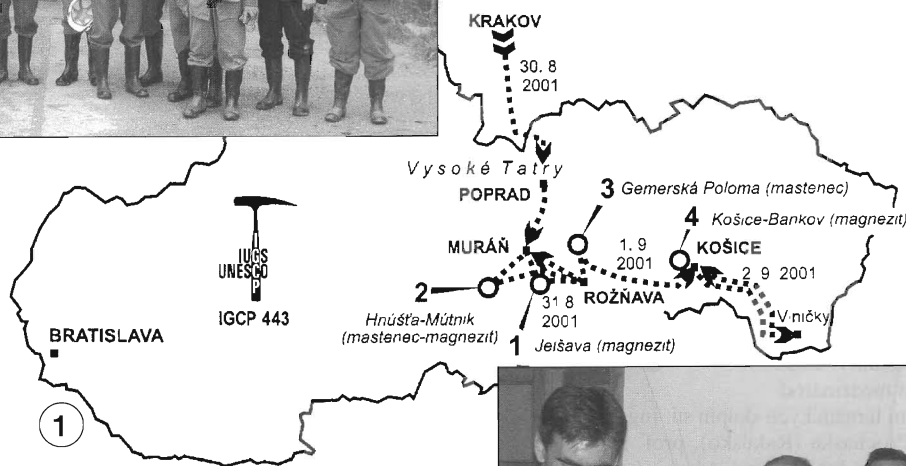 KRAKOV
30. 8
2001
Vysoké Tatry
POPRAD
3 Gemerská Poloma (mastenec)
4 Košice-Bankov (magnezit)
MURÁŇ
1. 9
2001
KOŠICE
2 9 2001
IUGS
UNESCO
IGCP
IGCP 443
2
Hnúšťa-Mútnik
(mastenec-magnezit)
31 8
2001
ROŽŇAVA
1 Jelšava (magnezit)
BRATISLAVA
1